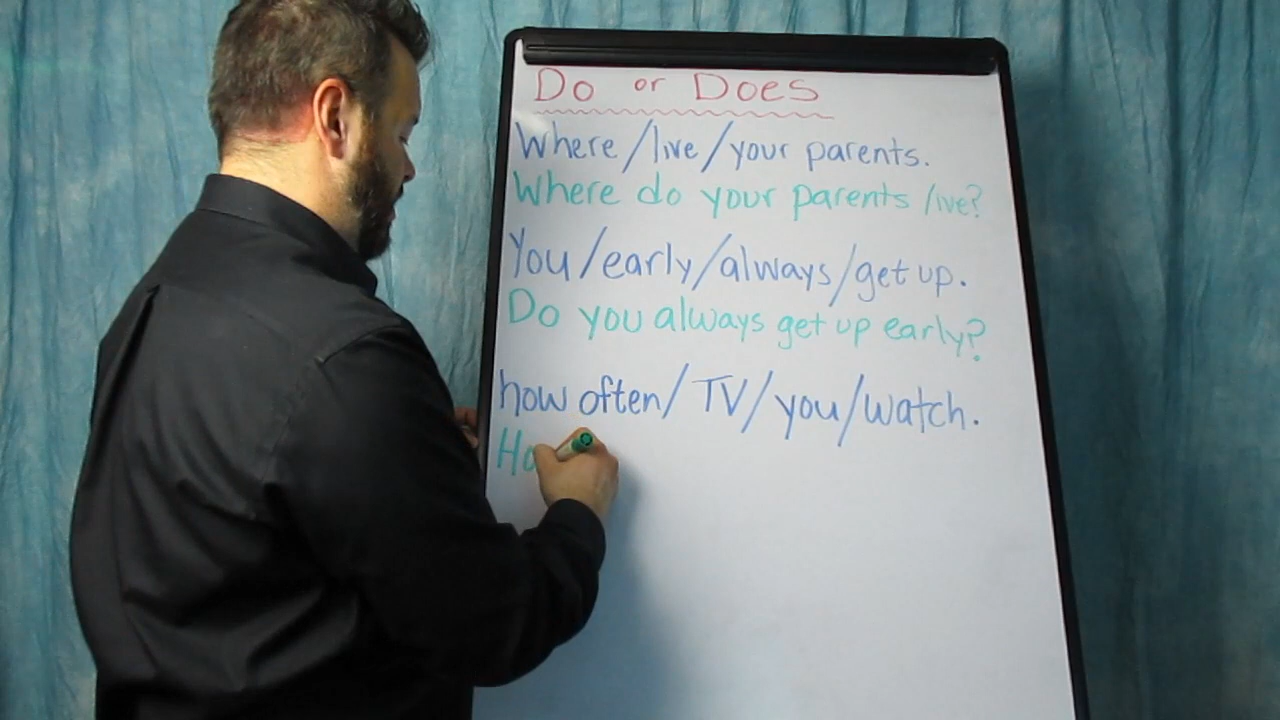 Do or Does
Where/live/your parents.
Where do your parents live?
You/early/always/get up.
Do you always get up early?
how often/TV/you/watch.
Ho